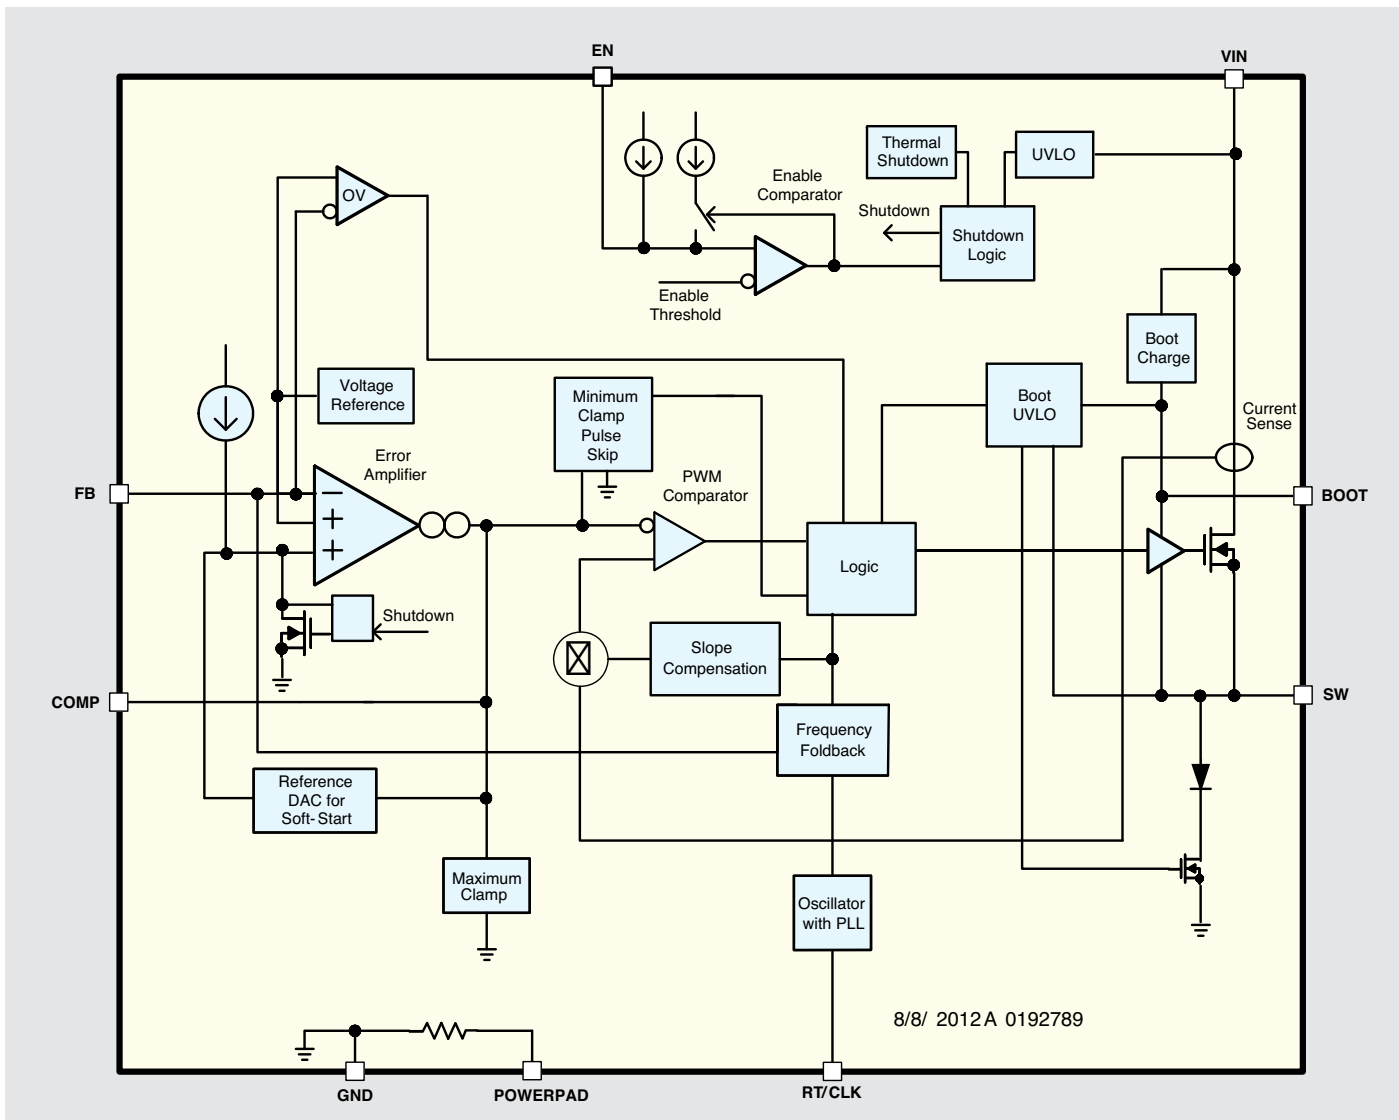 EN
VIN
Thermal
Shutdown
UVLO
Enable
Comparator
OV
Shutdown
Shutdown
Logic
Enable
Threshold
Boot
Charge
Voltage
Reference
Minimum
Clamp
Pulse
Skip
Boot
UVLO
Current
Sense
Error
Amplifier
PWM
Comparator
FB
BOOT
Logic
Shutdown
Slope
Compensation
COMP
SW
Frequency
Foldback
Reference
DAC for
Soft-Start
Maximum
Clamp
Oscillator
with PLL
8/8/ 2012A 0192789
GND
POWERPAD
RT/CLK